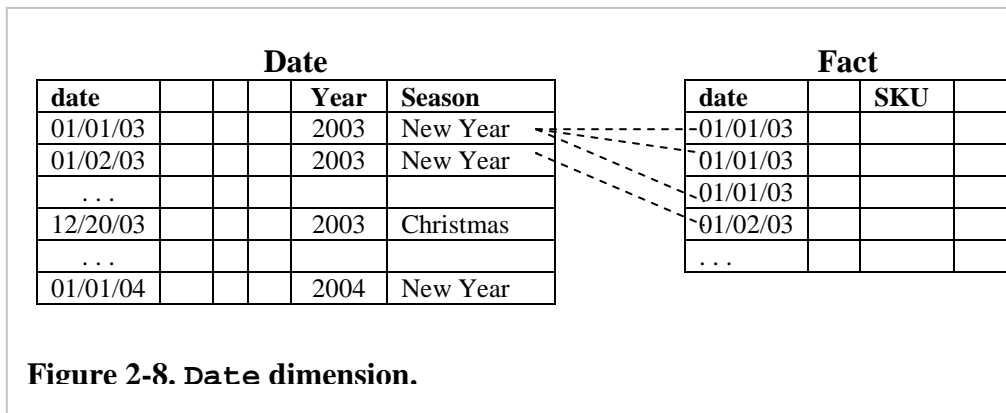 Date
date Year Season
01/01/03 2003 New Year
01/02/03 2003 New Year
. . .
12/20/03 2003 Christmas
. . .
01/01/04 2004 New Year
Fact
date SKU
01/01/03
01/01/03
01/01/03
01/02/03
. . .
Figure 2-8. Date dimension.